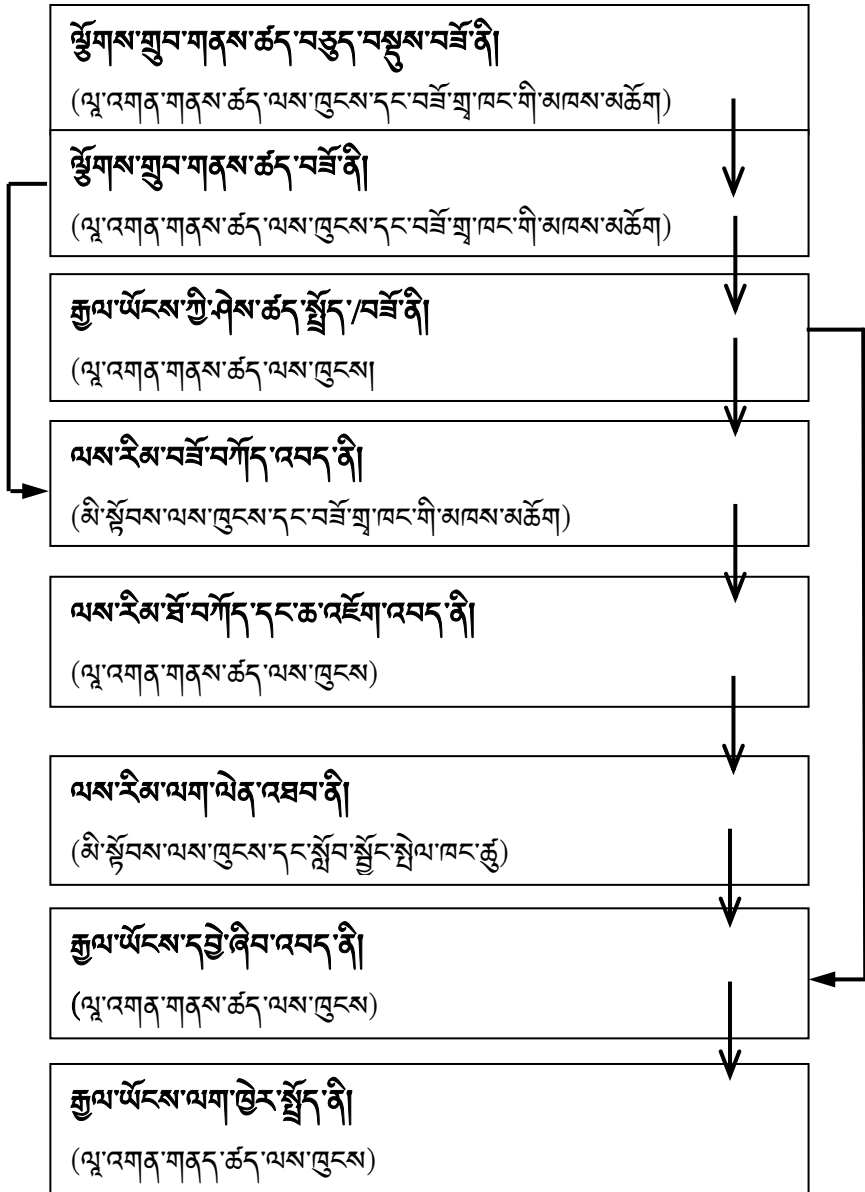 ལྕོགས་གྲུབ་གནས་ཚད་བཅུད་བསྡུས་བཟོ་ནི།
(ལཱ་འགན་གནས་ཚད་ལས་ཁུངས་དང་བཟོ་གྲྭ་ཁང་གི་མཁས་མཆོག)
ལྕོགས་གྲུབ་གནས་ཚད་བཟོ་ནི།
(ལཱ་འགན་གནས་ཚད་ལས་ཁུངས་དང་བཟོ་གྲྭ་ཁང་གི་མཁས་མཆོག)
རྒྱལ་ཡོངས་ཀྱི་ཤེས་ཚད་སྤྲོད་/བཟོ་ནི།
(ལཱ་འགན་གནས་ཚད་ལས་ཁུངས།
ལས་རིམ་བཟོ་བཀོད་འབད་ནི།
(མི་སྟོབས་ལས་ཁུངས་དང་བཟོ་གྲྭ་ཁང་གི་མཁས་མཆོག)
ལས་རིམ་ཐོ་བཀོད་དང་ཆ་འཇོག་འབད་ནི།
(ལཱ་འགན་གནས་ཚད་ལས་ཁུངས)
ལས་རིམ་ལག་ལེན་འཐབ་ནི།
(མི་སྟོབས་ལས་ཁུངས་དང་སློབ་སྦྱོང་སྤེལ་ཁང་ཚུ)
རྒྱལ་ཡོངས་དབྱེ་ཞིབ་འབད་ནི།
(ལཱ་འགན་གནས་ཚད་ལས་ཁུངས)
རྒྱལ་ཡོངས་ལག་ཁྱེར་སྤྲོད་ནི།
(ལཱ་འགན་གནད་ཚད་ལས་ཁུངས)